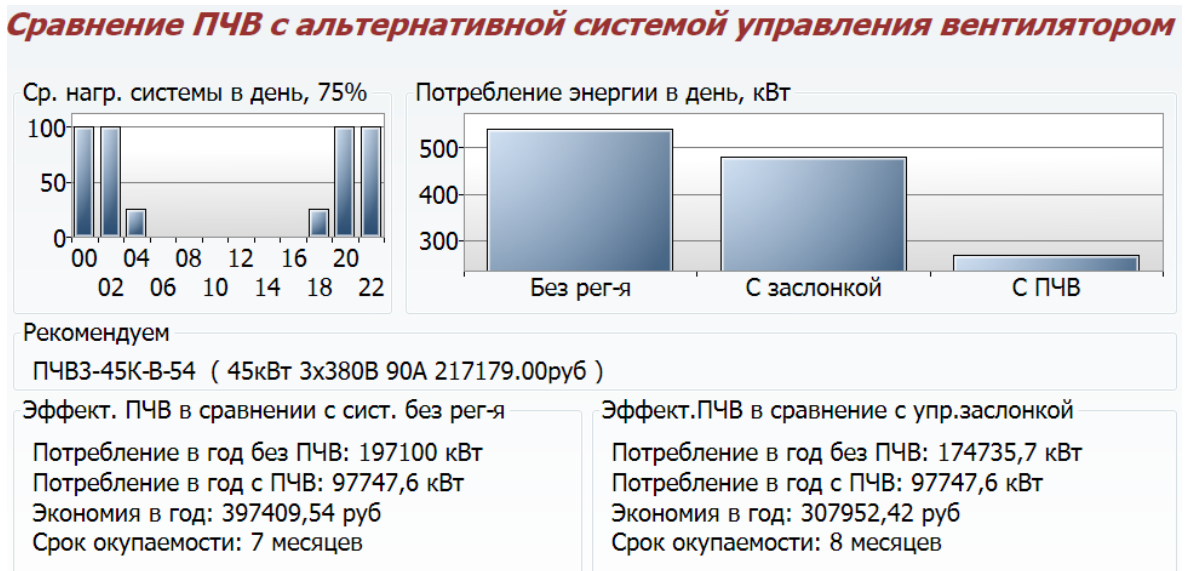 Сравнение ПЧВ с альтернативной системой управления вентилятором
Ср. нагр. системы в день, 75%
100
50
0
00 04 08 12 16 20
02 06 10 14 18 22
Потребление энергии в день, кВт
500
400
300
Без рег-я С заслонкой С ПЧВ
Рекомендуем
ПЧВ3-45К-В-54 ( 45кВт 3х380В 90А 217179.00руб )
Эффект. ПЧВ в сравнении с сист. без рег-я
Потребление в год без ПЧВ: 197100 кВт
Потребление в год с ПЧВ: 97747,6 кВт
Экономия в год: 397409,54 руб
Срок окупаемости: 7 месяцев
Эффект.ПЧВ в сравнение с упр.заслонкой
Потребление в год без ПЧВ: 174735,7 кВт
Потребление в год с ПЧВ: 97747,6 кВт
Экономия в год: 307952,42 руб
Срок окупаемости: 8 месяцев